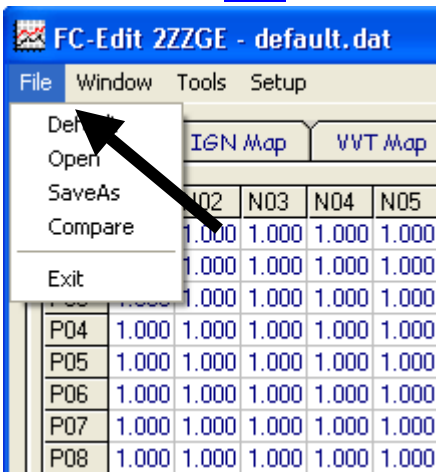 FC-Edit 2ZZGE - default.dat
File Window Tools Setup
Open
SaveAs
Compare
Exit
IGN Map VVT Map
N02 N03 N04 N05
1.000 1.000 1.000 1.000
1.000 1.000 1.000 1.000
P03 1.000 1.000 1.000 1.000 1.000
P04 1.000 1.000 1.000 1.000 1.000
P05 1.000 1.000 1.000 1.000 1.000
P06 1.000 1.000 1.000 1.000 1.000
P07 1.000 1.000 1.000 1.000 1.000
P08 1.000 1.000 1.000 1.000 1.000